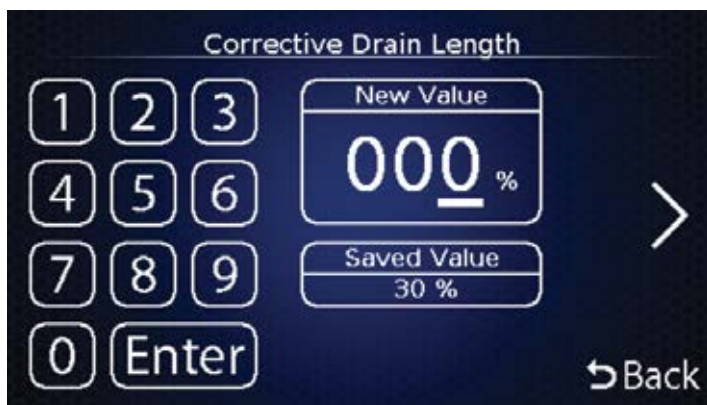 Corrective Drain Length
1 2 3
4 5 6
7 8 9
0 Enter
New Value
000 %
Saved Value
30 %
Back